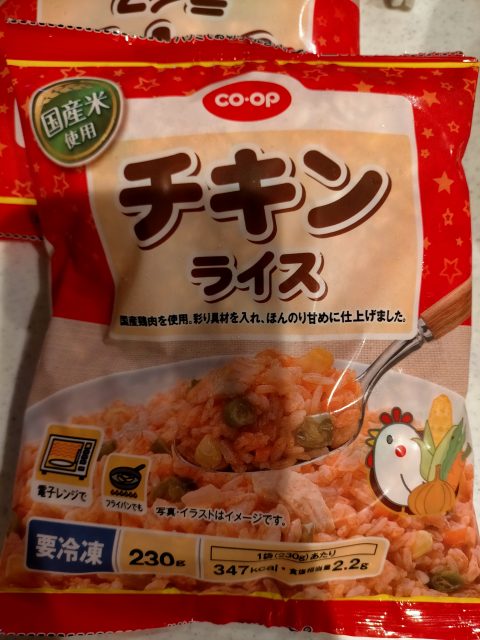 国産米
使用
CO・OP
チキン
ライス
国産鶏肉を使用。彩り具材を入れ、ほんのり甘めに仕上げました。
電子レンジで
フライパンでも
写真・イラストはイメージです。
要冷凍
230g
1袋(230g)あたり
347kcal・食塩相当量2.2g